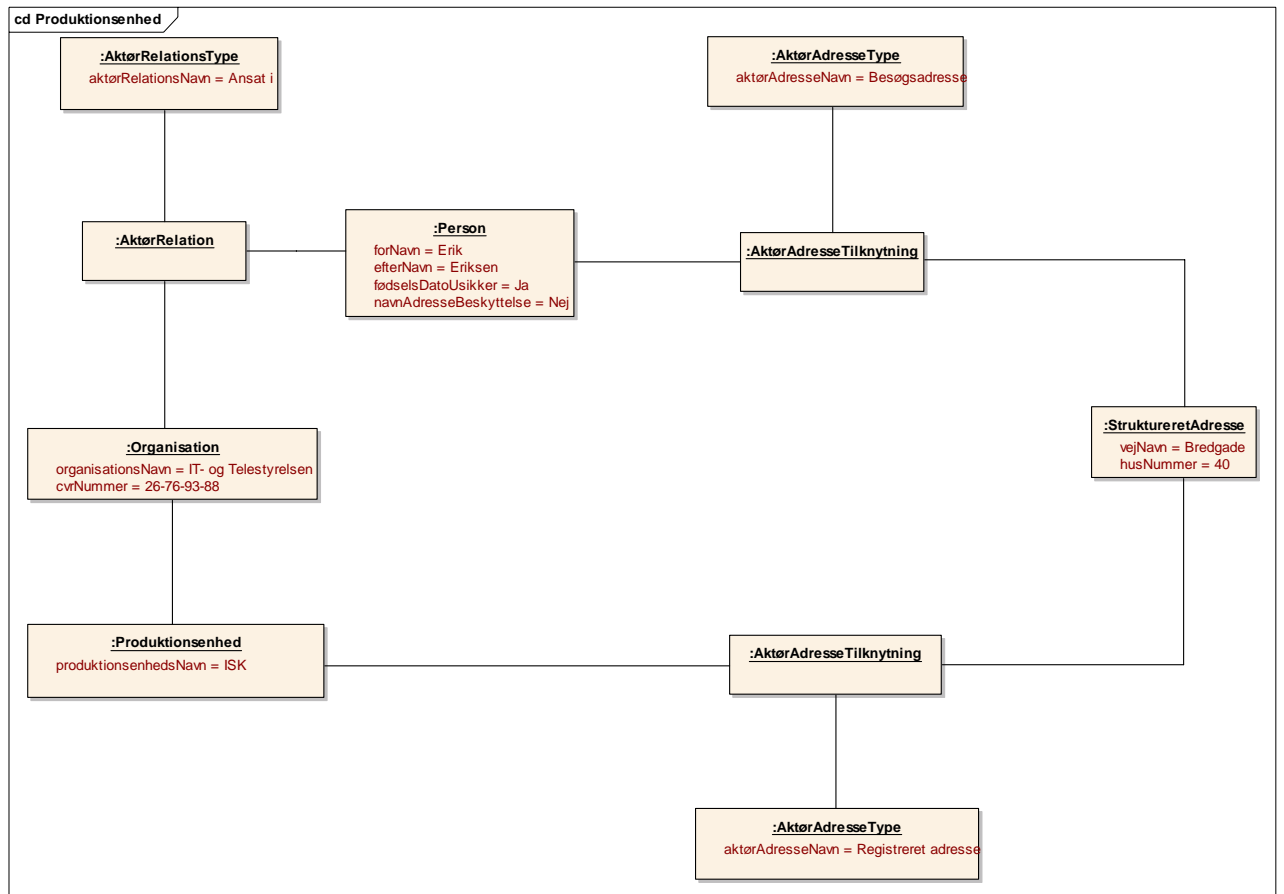 cd Produktionsenhed
:AktørRelationsType
aktørRelationsNavn = Ansat i
:AktørAdresseType
aktørAdresseNavn = Besøgsadresse
:AktørRelation
:Person
forNavn = Erik
efterNavn = Eriksen
fødselsDatoUsikker = Ja
navnAdresseBeskyttelse = Nej
:AktørAdresseTilknytning
:StruktureretAdresse
vejNavn = Bredgade
husNummer = 40
:Organisation
organisationsNavn = IT- og Telestyrelsen
cvrNummer = 26-76-93-88
:Produktionsenhed
produktionsenhedsNavn = ISK
:AktørAdresseTilknytning
:AktørAdresseType
aktørAdresseNavn = Registreret adresse